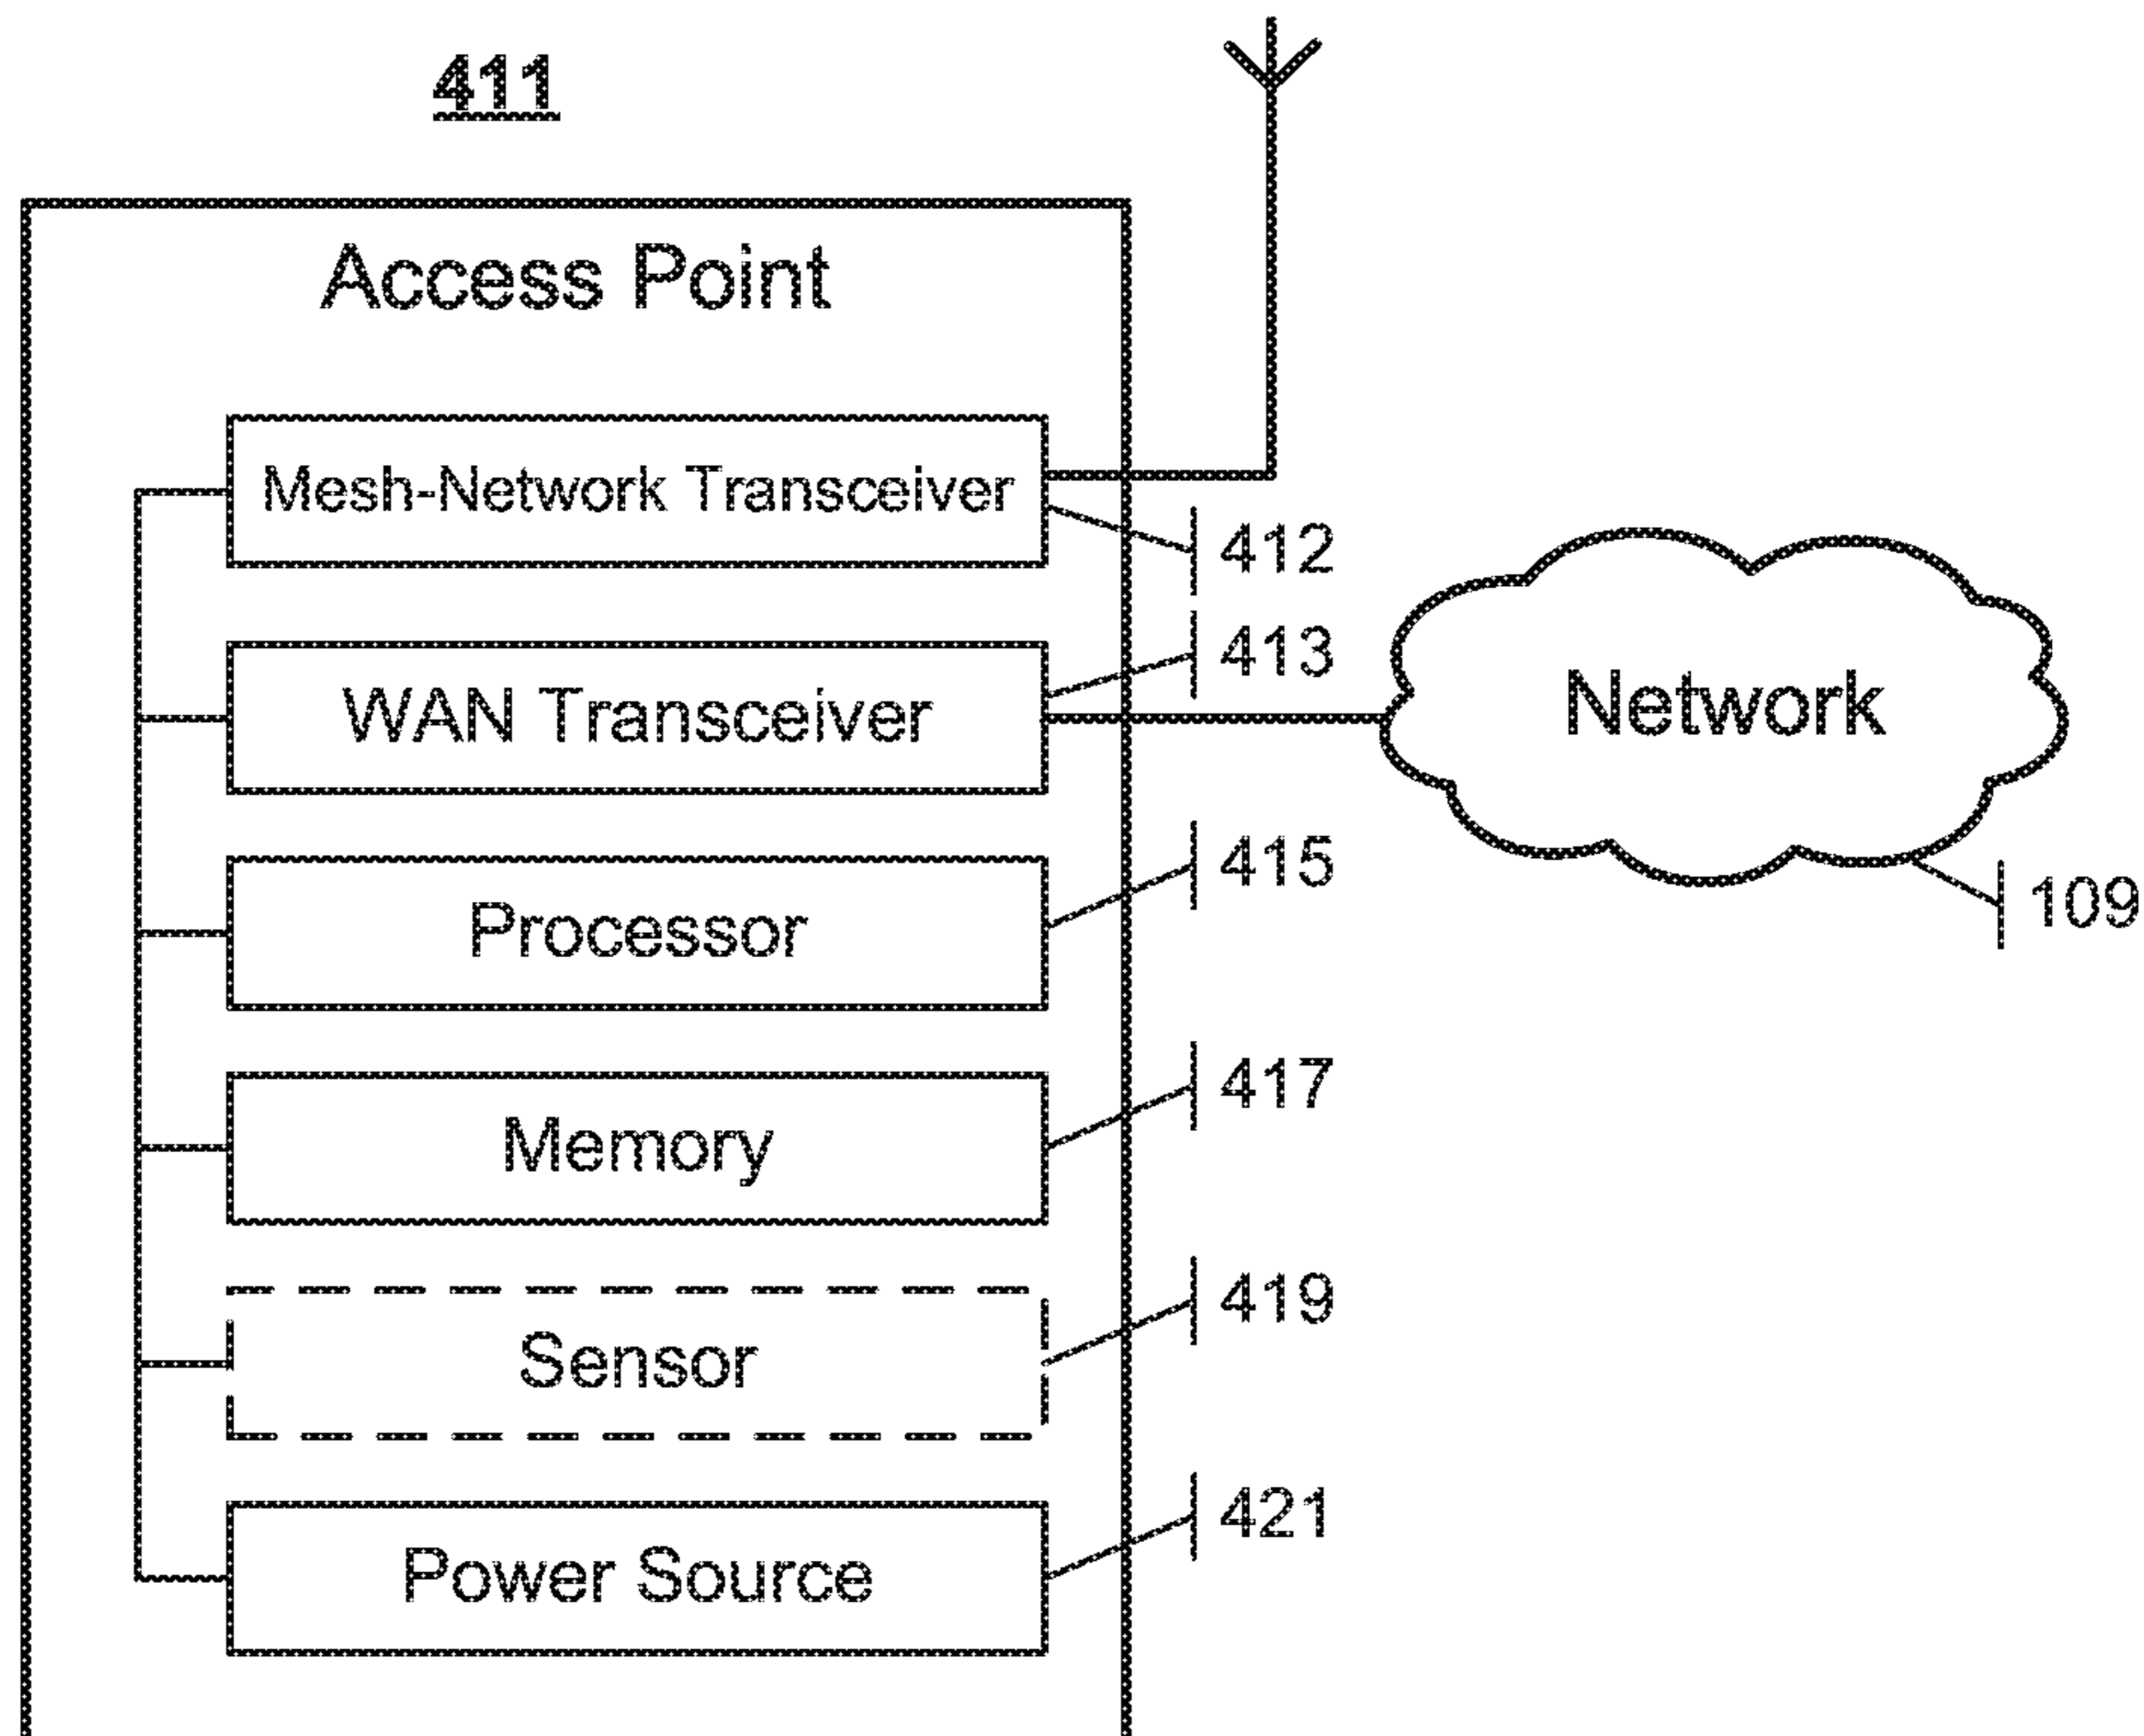 411
Access Point
Mesh-Network Transceiver
412
413
WAN Transceiver
Network
415
Processor
109
417
Memory
419
Sensor
421
Power Source